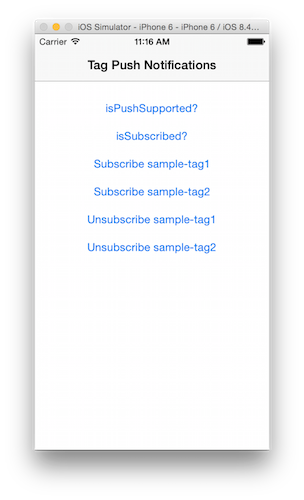 iOS Simulator - iPhone 6 - iPhone 6 / iOS 8.4...
Carrier 11:16 AM
Tag Push Notifications
isPushSupported?
isSubscribed?
Subscribe sample-tag1
Subscribe sample-tag2
Unsubscribe sample-tag1
Unsubscribe sample-tag2